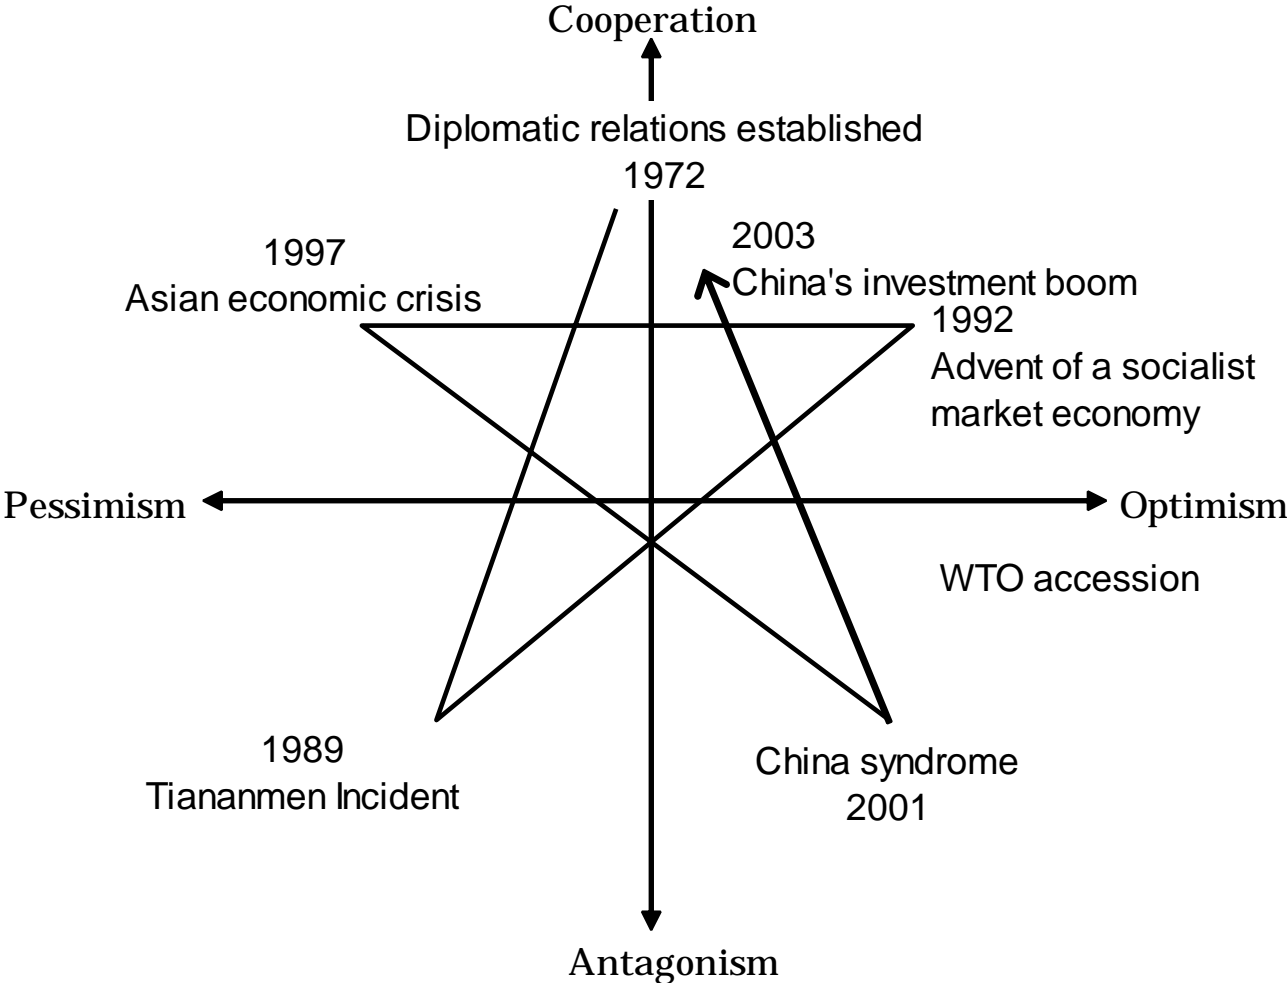 Cooperation
Diplomatic relations established
1972
2003
China's investment boom
1997
Asian economic crisis
1992
Advent of a socialist
market economy
Pessimism
Optimism
WTO accession
1989
Tiananmen Incident
China syndrome
2001
Antagonism